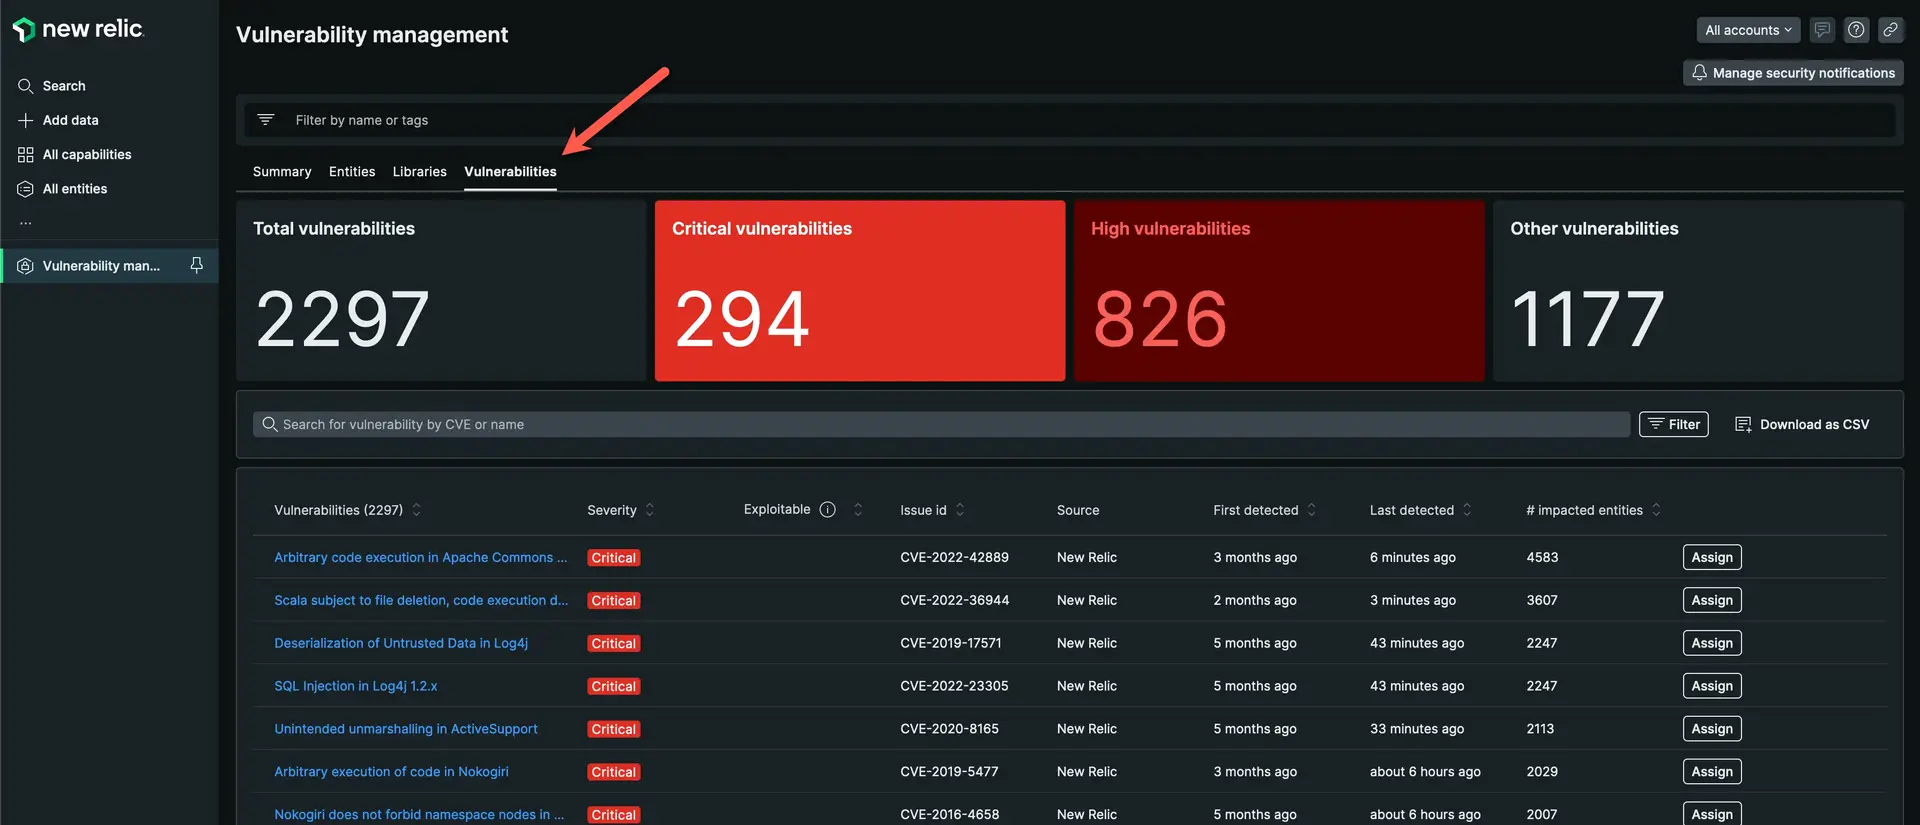 new relic.
Search
Add data
All capabilities
All entities
...
Vulnerability man...
Vulnerability management
All accounts
Manage security notifications
Filter by name or tags
Summary Entities Libraries Vulnerabilities
Total vulnerabilities
2297
Critical vulnerabilities
294
High vulnerabilities
826
Other vulnerabilities
1177
Search for vulnerability by CVE or name
Filter
Download as CSV
Vulnerabilities (2297) Severity Exploitable Issue id Source First detected Last detected # impacted entities
Arbitrary code execution in Apache Commons ... Critical CVE-2022-42889 New Relic 3 months ago 6 minutes ago 4583 Assign
Scala subject to file deletion, code execution d... Critical CVE-2022-36944 New Relic 2 months ago 3 minutes ago 3607 Assign
Deserialization of Untrusted Data in Log4j Critical CVE-2019-17571 New Relic 5 months ago 43 minutes ago 2247 Assign
SQL Injection in Log4j 1.2.x Critical CVE-2022-23305 New Relic 5 months ago 43 minutes ago 2247 Assign
Unintended unmarshalling in ActiveSupport Critical CVE-2020-8165 New Relic 5 months ago 33 minutes ago 2113 Assign
Arbitrary execution of code in Nokogiri Critical CVE-2019-5477 New Relic 3 months ago about 6 hours ago 2029 Assign
Nokogiri does not forbid namespace nodes in ... Critical CVE-2016-4658 New Relic 5 months ago about 6 hours ago 2007 Assign